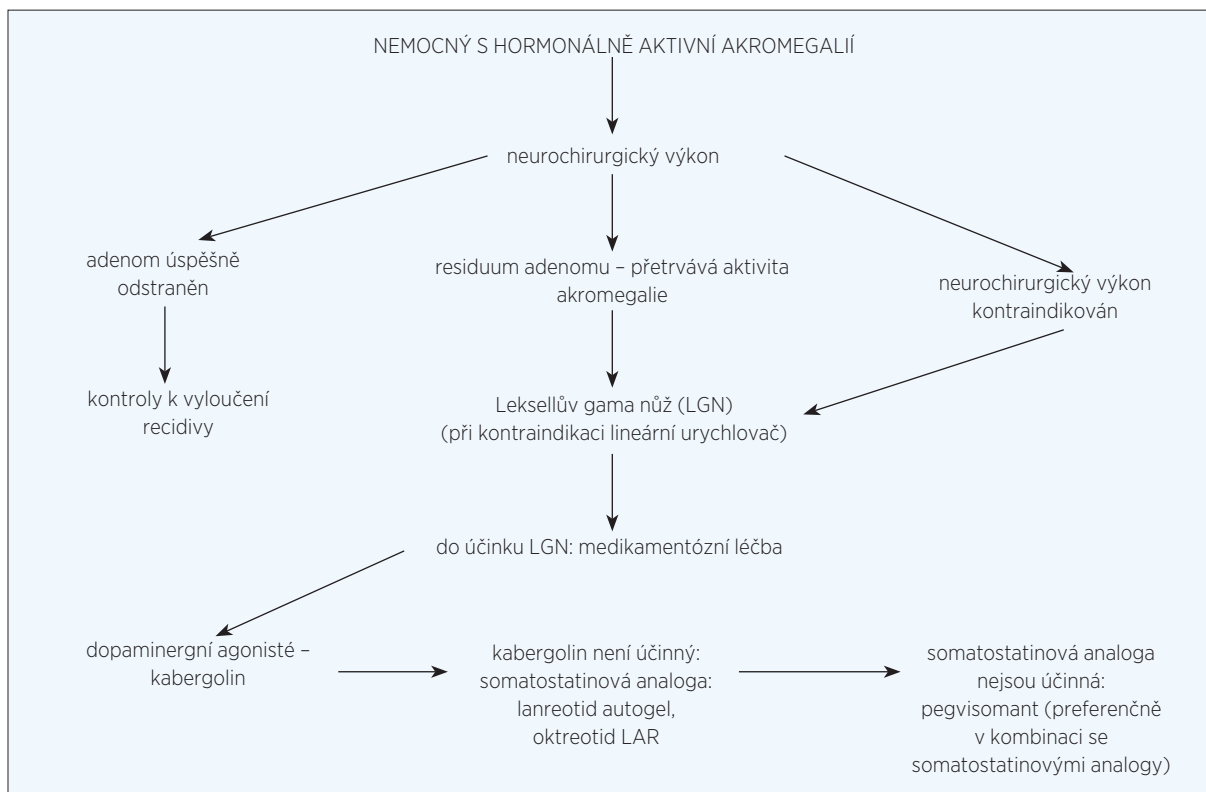 NEMOCNÝ S HORMONÁLNĚ AKTIVNÍ AKROMEGALIÍ
neurochirurgický výkon
adenom úspěšně
odstraněn
residuum adenomu – přetrvává aktivita
akromegalie
neurochirurgický výkon
kontraindikován
kontroly k vyloučení
recidivy
Leksellův gama nůž (LGN)
(při kontraindikaci lineární urychlovač)
do účinku LGN: medikamentózní léčba
dopaminergní agonisté –
kabergolin
kabergolin není účinný:
somatostatinová analoga:
lanreotid autogel,
oktreotid LAR
somatostatinová analoga
nejsou účinná:
pegvisomant (preferenčně
v kombinaci se
somatostatinovými analogy)